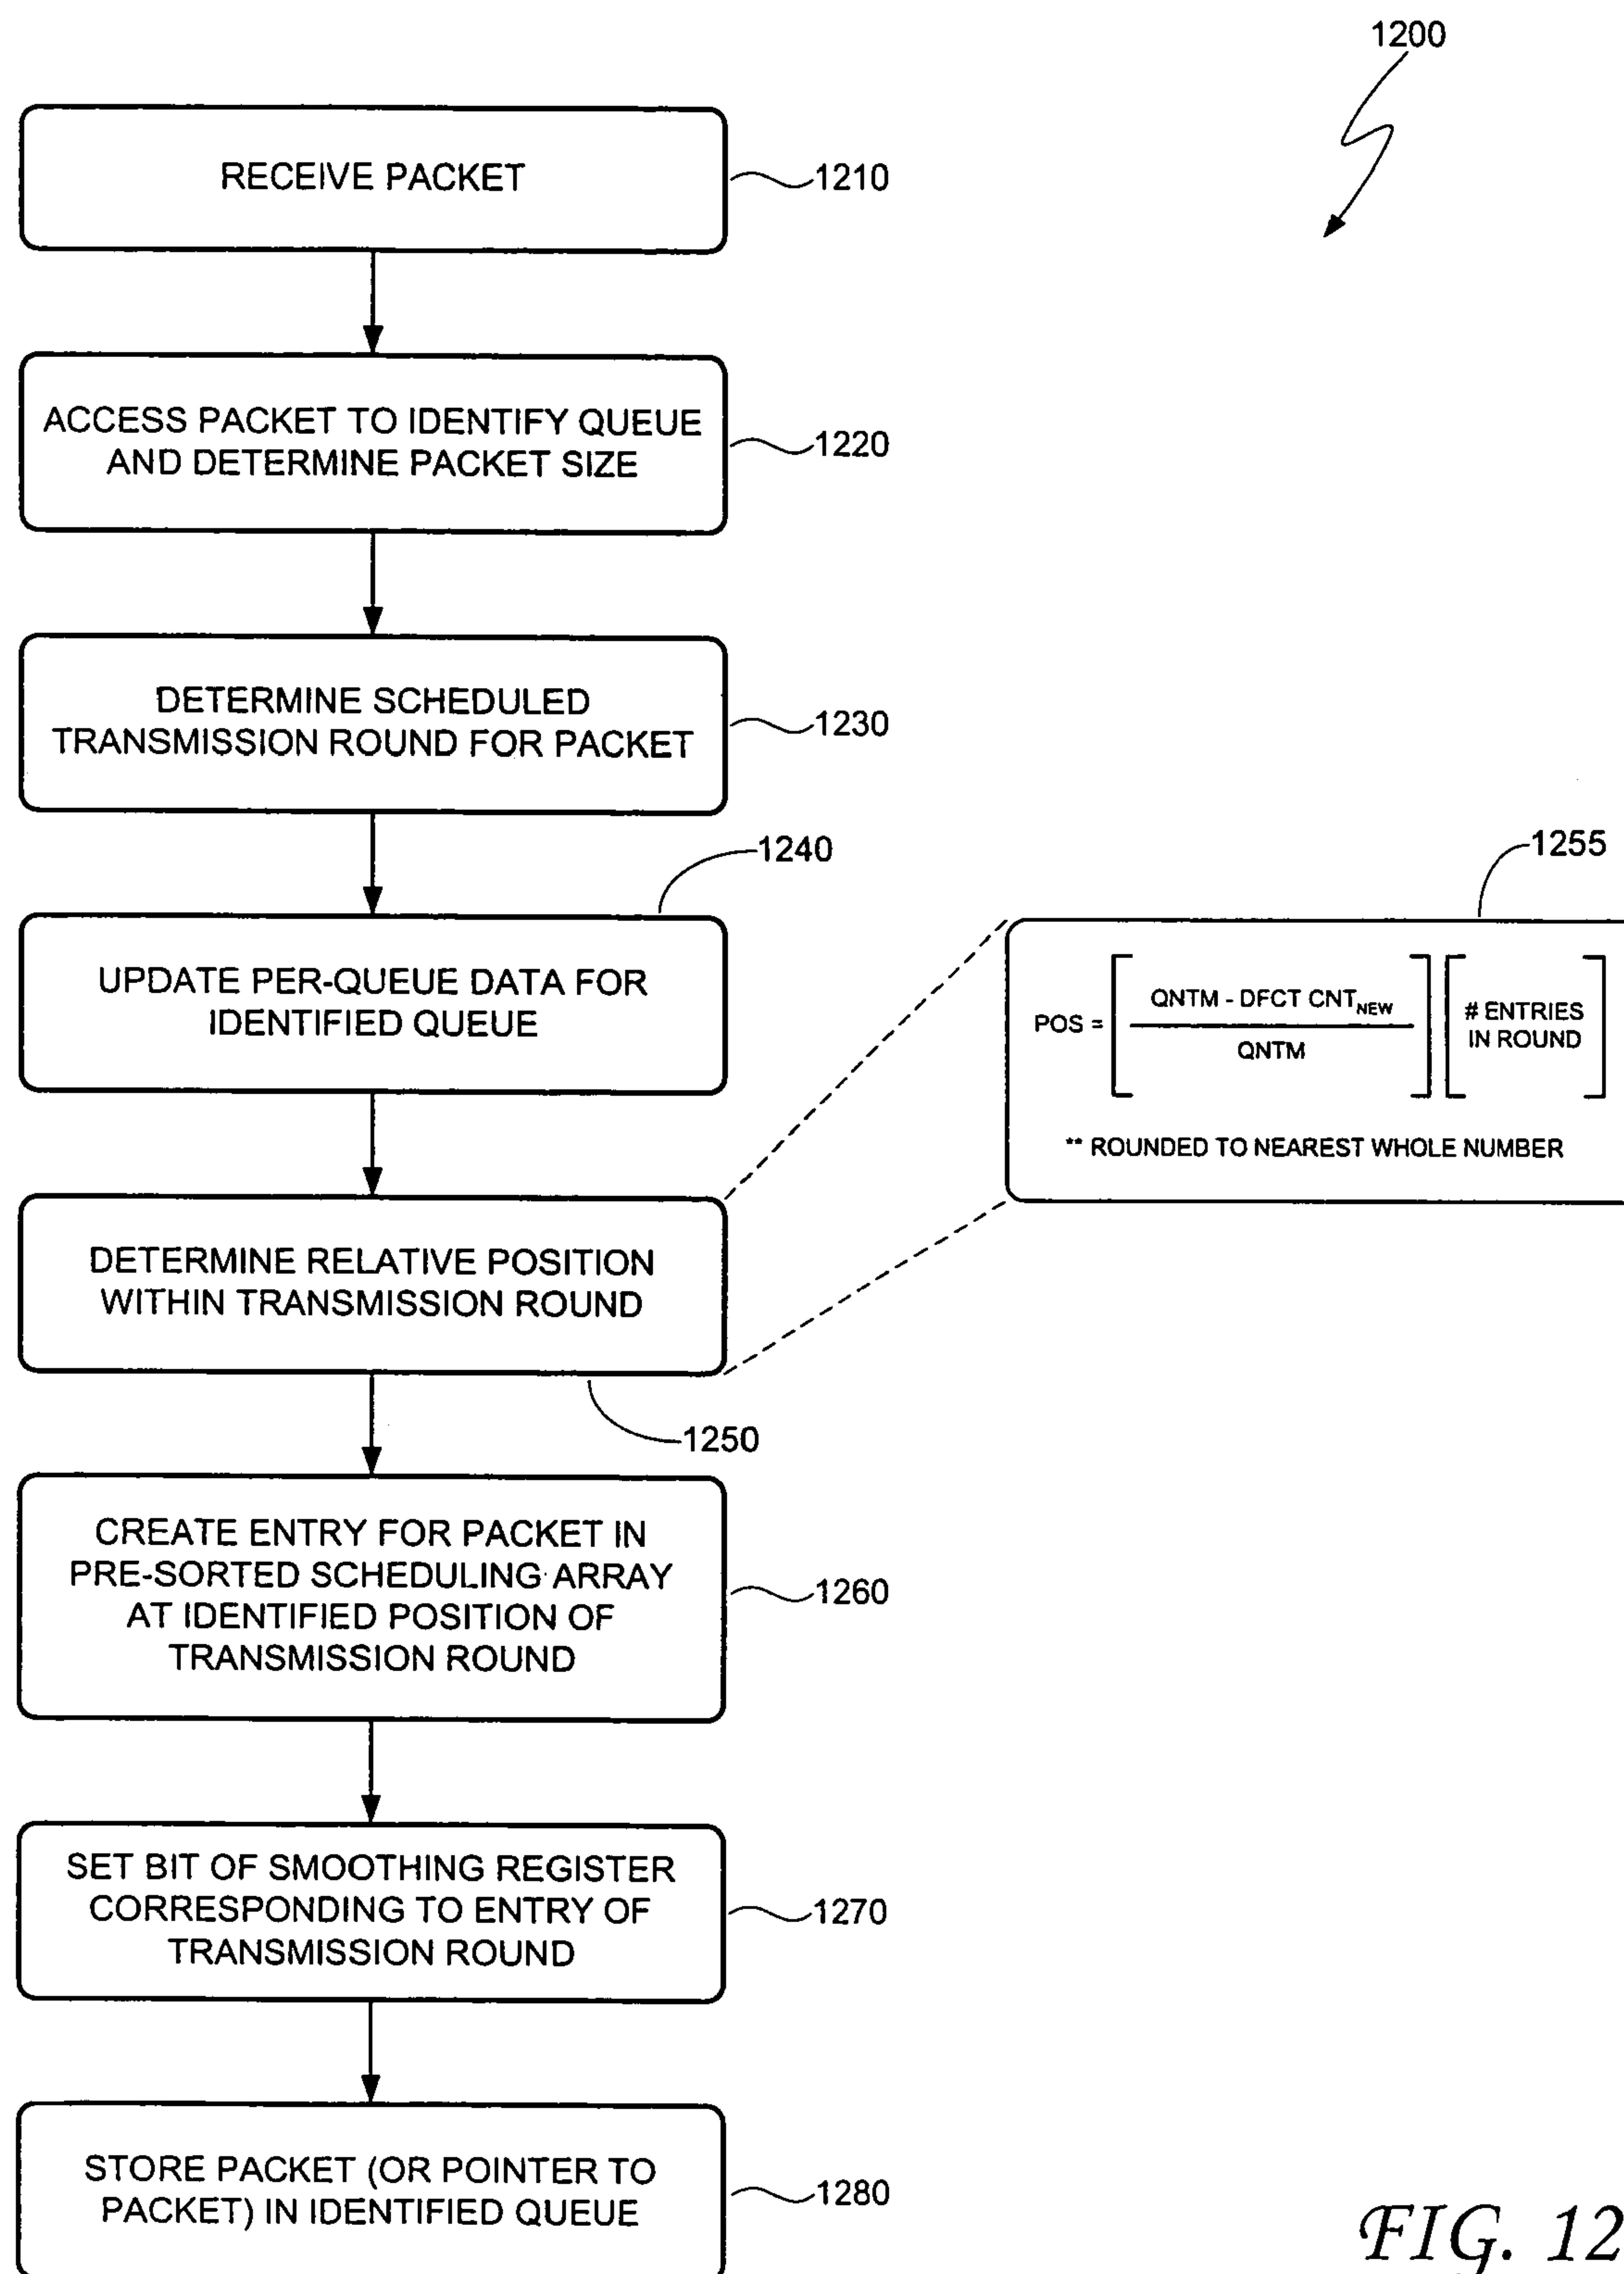 1200
RECEIVE PACKET
1210
ACCESS PACKET TO IDENTIFY QUEUE
AND DETERMINE PACKET SIZE
1220
DETERMINE SCHEDULED
TRANSMISSION ROUND FOR PACKET
1230
1240
UPDATE PER-QUEUE DATA FOR
IDENTIFIED QUEUE
1255
POS = [ QNTM - DFCT CNT_NEW / QNTM ] [ # ENTRIES IN ROUND ]
** ROUNDED TO NEAREST WHOLE NUMBER
DETERMINE RELATIVE POSITION
WITHIN TRANSMISSION ROUND
1250
CREATE ENTRY FOR PACKET IN
PRE-SORTED SCHEDULING ARRAY
AT IDENTIFIED POSITION OF
TRANSMISSION ROUND
1260
SET BIT OF SMOOTHING REGISTER
CORRESPONDING TO ENTRY OF
TRANSMISSION ROUND
1270
STORE PACKET (OR POINTER TO
PACKET) IN IDENTIFIED QUEUE
1280
FIG. 12